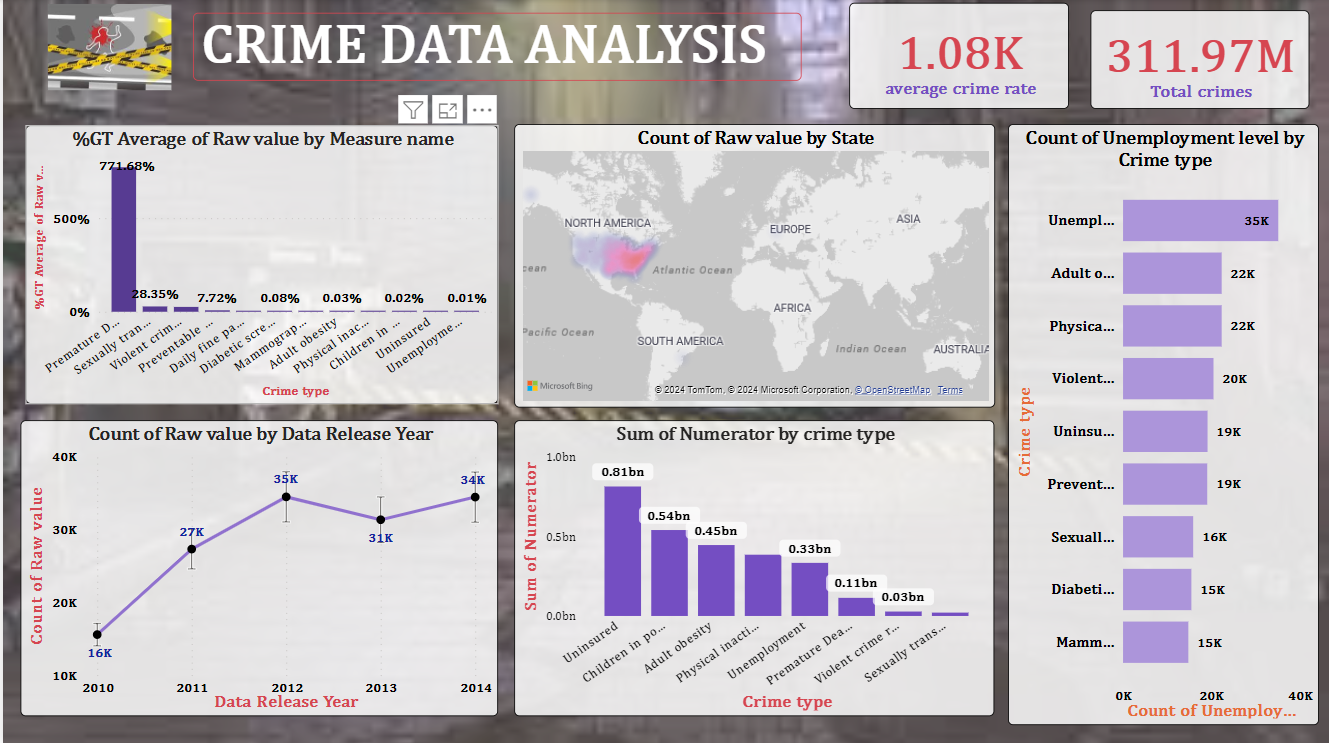 CRIME DATA ANALYSIS
1.08K
average crime rate
311.97M
Total crimes
%GT Average of Raw value by Measure name
%GT Average of Raw v...
771.68%
500%
0%
28.35%
7.72%
0.08%
0.03%
0.02%
0.01%
Premature D...
Sexually tran...
Violent crim...
Preventable ...
Daily fine pa...
Diabetic scre...
Mammograp...
Adult obesity
Physical inac...
Children in ...
Uninsured
Unemployme...
Crime type
Count of Raw value by State
NORTH AMERICA
EUROPE
ASIA
ean
Atlantic Ocean
AFRICA
Pacific Ocean
SOUTH AMERICA
Indian Ocean
AUSTRALIA
Microsoft Bing
© 2024 TomTom, © 2024 Microsoft Corporation, © OpenStreetMap Terms
Count of Unemployment level by
Crime type
Crime type
Unempl...
35K
Adult o...
22K
Physica...
22K
Violent...
20K
Uninsu...
19K
Prevent...
19K
Sexuall...
16K
Diabeti...
15K
Mamm...
15K
0K
20K
40K
Count of Unemploy...
Count of Raw value by Data Release Year
Count of Raw value
40K
30K
20K
10K
16K
27K
35K
31K
34K
2010
2011
2012
2013
2014
Data Release Year
Sum of Numerator by crime type
Sum of Numerator
1.0bn
0.5bn
0.0bn
0.81bn
0.54bn
0.45bn
0.33bn
0.11bn
0.03bn
Uninsured
Children in po...
Adult obesity
Physical inacti...
Unemployment
Premature Dea...
Violent crime r...
Sexually trans...
Crime type